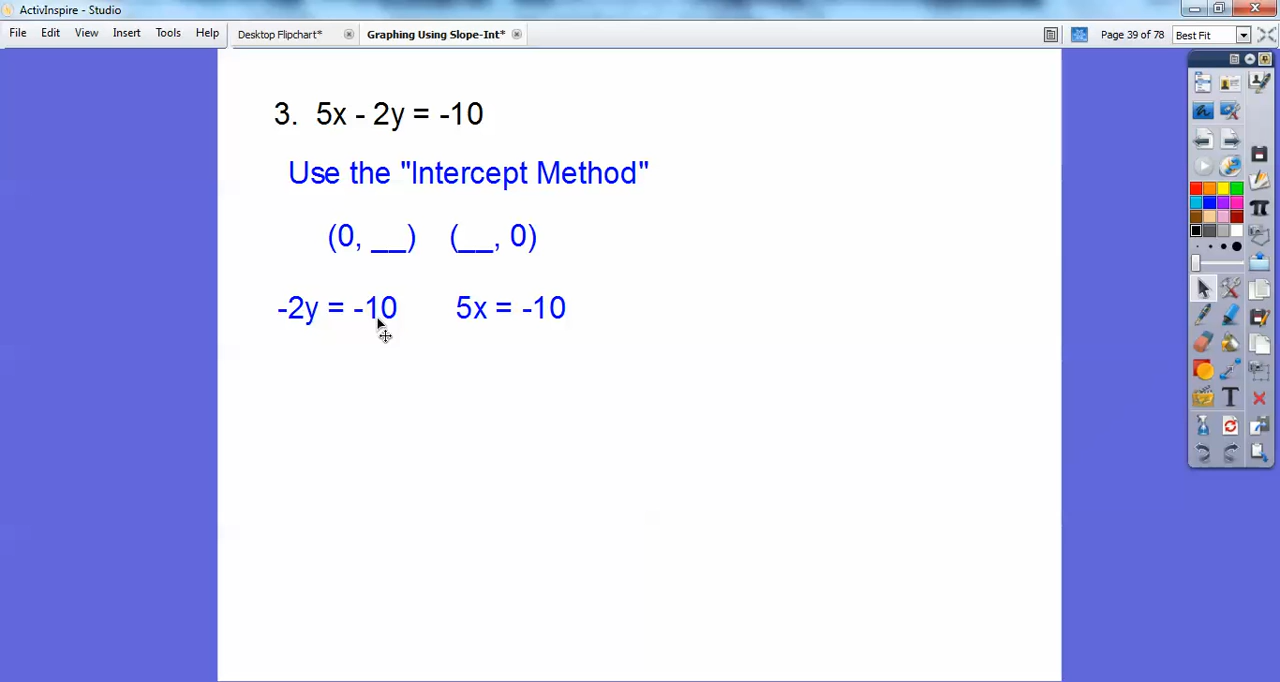 ActivInspire - Studio
File Edit View Insert Tools Help Desktop Flipchart* Graphing Using Slope-Int* Page 39 of 78 Best Fit
3. 5x - 2y = -10
Use the "Intercept Method"
(0, __) (__, 0)
-2y = -10 5x = -10